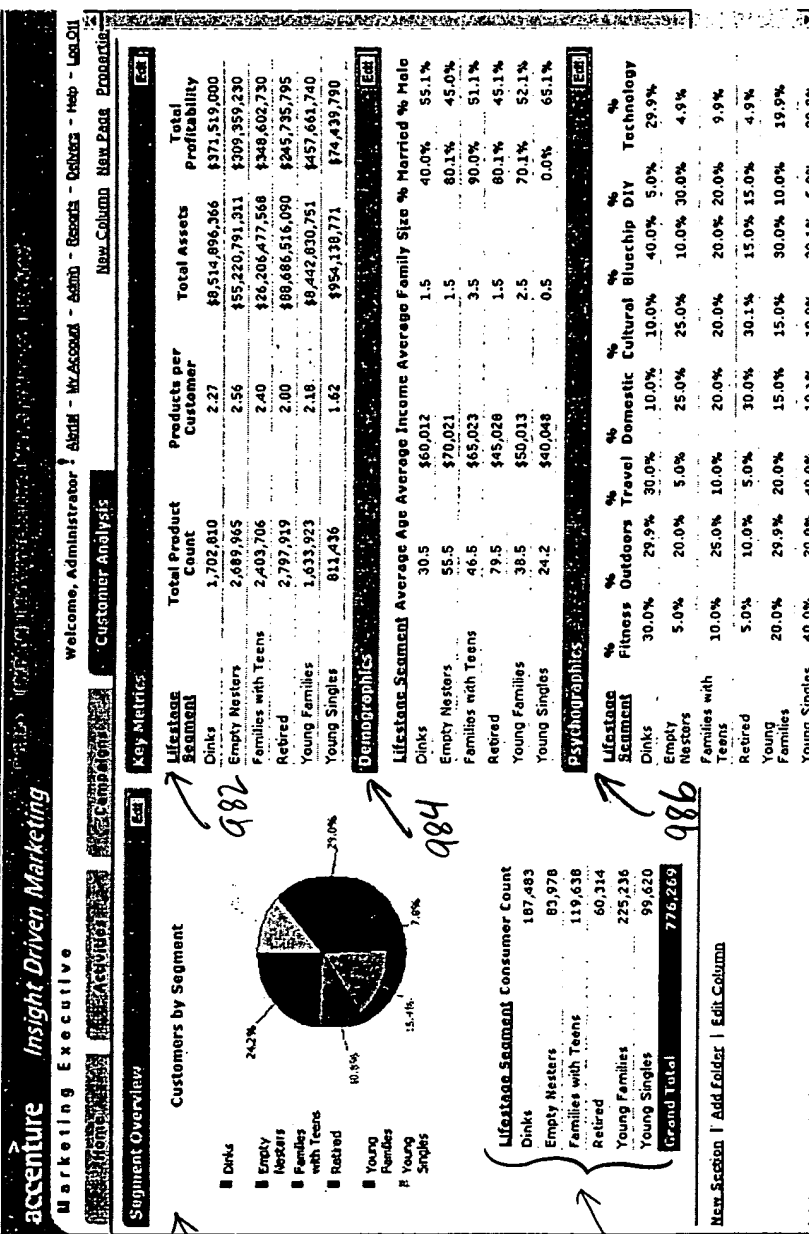 accenture Insight Driven Marketing
Marketing Executive
Welcome, Administrator ! Alerts! - My Account - Admin - Reports - Delivers - Help - Log Off
Customer Analysis
New Column New Page Properties
Segment Overview Edit
Customers by Segment
Dinks
Empty Nesters
Families with Teens
Retired
Young Families
Young Singles
24.2%
10.8%
15.4%
7.8%
29.0%
Lifestage Segment Consumer Count
Dinks 187,483
Empty Nesters 83,978
Families with Teens 119,638
Retired 60,314
Young Families 225,236
Young Singles 99,620
Grand Total 776,269
New Section | Add Folder | Edit Column
Key Metrics Edit
Lifestage Segment Total Product Count Products per Customer Total Assets Total Profitability
Dinks 1,702,810 2.27 $8,514,896,366 $371,519,000
Empty Nesters 2,689,965 2.56 $55,220,791,311 $309,359,230
Families with Teens 2,403,706 2.40 $26,206,477,568 $348,602,730
Retired 2,797,919 2.00 $88,686,516,090 $245,735,795
Young Families 1,633,923 2.18 $8,442,830,751 $457,661,740
Young Singles 811,436 1.62 $954,138,771 $74,439,790
982
Demographics Edit
Lifestage Segment Average Age Average Income Average Family Size % Married % Male
Dinks 30.5 $60,012 1.5 40.0% 55.1%
Empty Nesters 55.5 $70,021 1.5 80.1% 45.0%
Families with Teens 46.5 $65,023 3.5 90.0% 51.1%
Retired 79.5 $45,028 1.5 80.1% 45.1%
Young Families 38.5 $50,013 2.5 70.1% 52.1%
Young Singles 24.2 $40,048 0.5 0.0% 65.1%
984
Psychographics Edit
Lifestage Segment % Fitness % Outdoors % Travel % Domestic % Cultural % Bluechip % DIY % Technology
Dinks 30.0% 29.9% 30.0% 10.0% 10.0% 40.0% 5.0% 29.9%
Empty Nestors 5.0% 20.0% 5.0% 25.0% 25.0% 10.0% 30.0% 4.9%
Families with Teens 10.0% 25.0% 10.0% 20.0% 20.0% 20.0% 20.0% 9.9%
Retired 5.0% 10.0% 5.0% 30.0% 30.1% 15.0% 15.0% 4.9%
Young Families 20.0% 29.9% 20.0% 15.0% 15.0% 30.0% 10.0% 19.9%
Young Singles
986